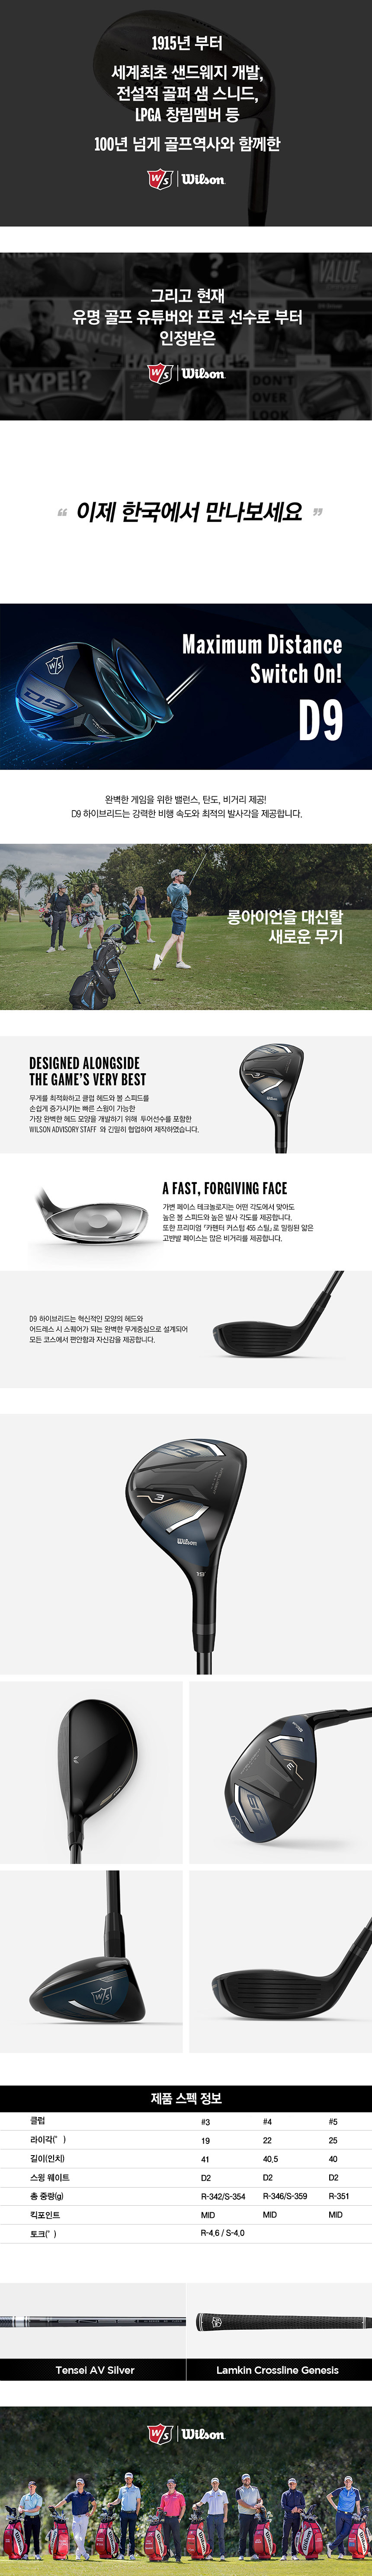 1915년 부터
세계최초 샌드웨지 개발,
전설적 골퍼 샘 스니드,
LPGA 창립멤버 등
100년 넘게 골프역사와 함께한
W/S Wilson
VALUE
HYPER
DON'T
OVER
LOOK
그리고 현재
유명 골프 유튜버와 프로 선수로 부터
인정받은
W/S Wilson
“ 이제 한국에서 만나보세요 ”
W/S
D9
Maximum Distance
Switch On!
D9
완벽한 게임을 위한 밸런스, 탄도, 비거리 제공!
D9 하이브리드는 강력한 비행 속도와 최적의 발사각을 제공합니다.
롱아이언을 대신할
새로운 무기
DESIGNED ALONGSIDE
THE GAME'S VERY BEST
무게를 최적화하고 클럽 헤드와 볼 스피드를
손쉽게 증가시키는 빠른 스윙이 가능한
가장 완벽한 헤드 모양을 개발하기 위해 투어선수를 포함한
WILSON ADVISORY STAFF 와 긴밀히 협업하여 제작하였습니다.
A FAST, FORGIVING FACE
가변 페이스 테크놀로지는 어떤 각도에서 맞아도
높은 볼 스피드와 높은 발사 각도를 제공합니다.
또한 프리미엄 「카펜터 커스텀 455 스틸」로 밀링된 얇은
고반발 페이스는 많은 비거리를 제공합니다.
D9 하이브리드는 혁신적인 모양의 헤드와
어드레스 시 스퀘어가 되는 완벽한 무게중심으로 설계되어
모든 코스에서 편안함과 자신감을 제공합니다.
D9
3
Wilson
19°
D9
3
W/S
제품 스펙 정보
클럽 #3 #4 #5
라이각(°) 19 22 25
길이(인치) 41 40.5 40
스윙 웨이트 D2 D2 D2
총 중량(g) R-342/S-354 R-346/S-359 R-351
킥포인트 MID MID MID
토크(°) R-4.6 / S-4.0
Tensei AV Silver
Lamkin Crossline Genesis
W/S Wilson